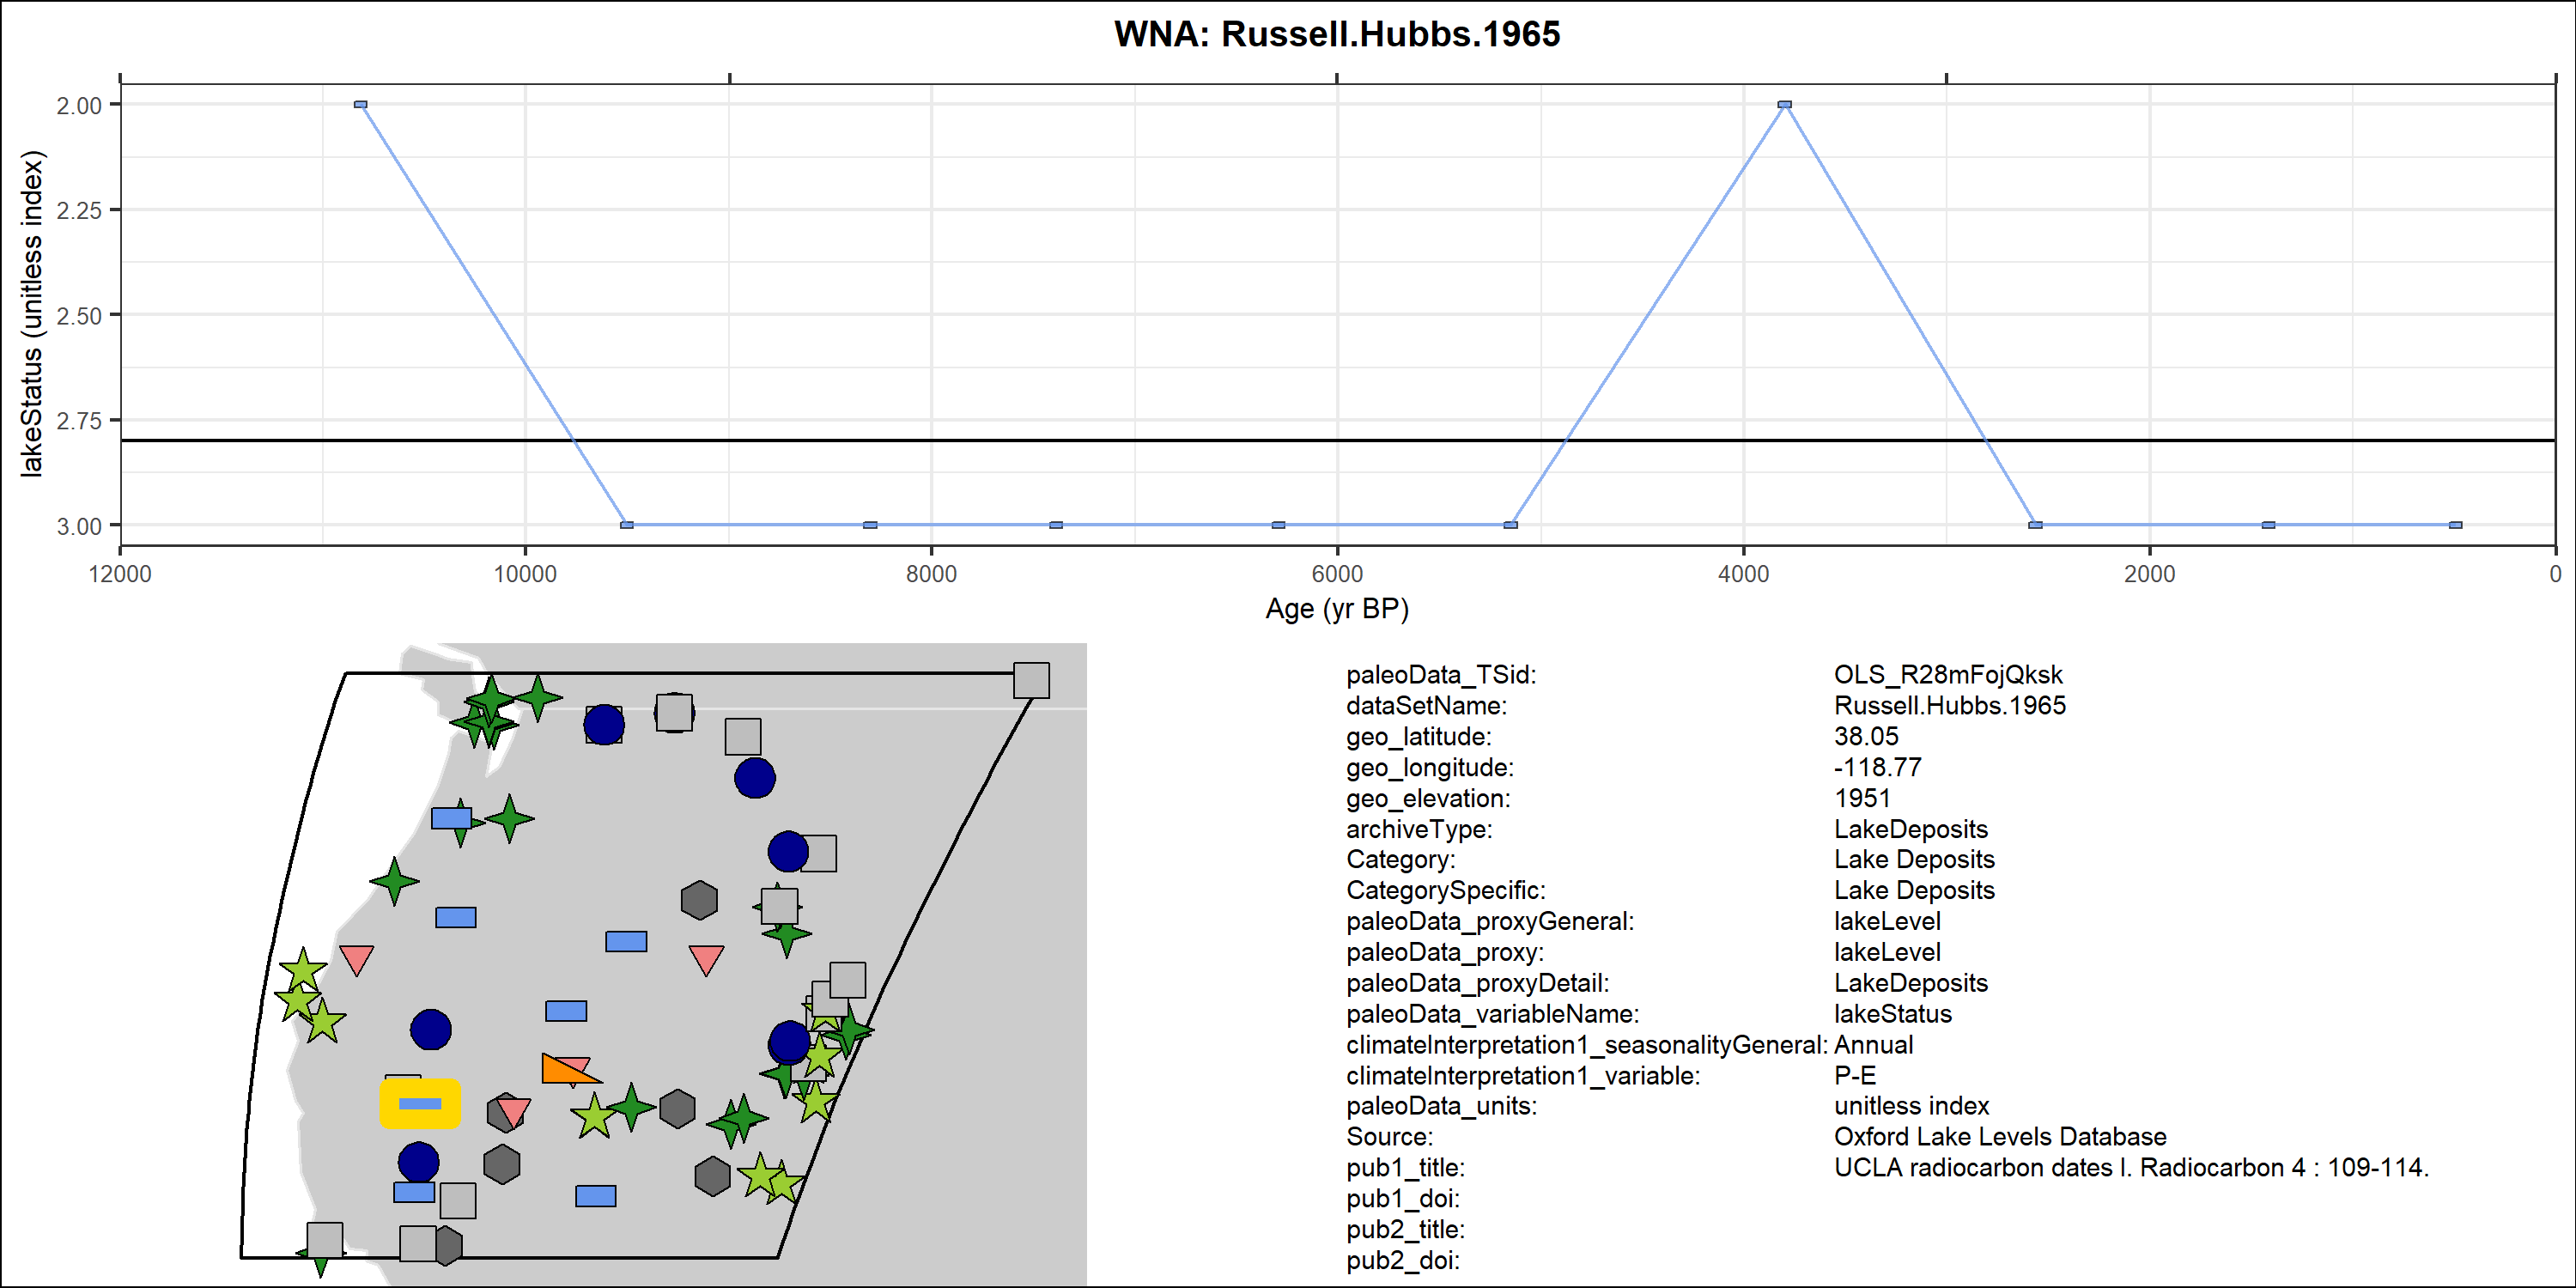 WNA: Russell.Hubbs.1965
lakeStatus (unitless index)
2.00
2.25
2.50
2.75
3.00
12000 10000 8000 6000 4000 2000 0
Age (yr BP)
paleoData_TSid: OLS_R28mFojQksk
dataSetName: Russell.Hubbs.1965
geo_latitude: 38.05
geo_longitude: -118.77
geo_elevation: 1951
archiveType: LakeDeposits
Category: Lake Deposits
CategorySpecific: Lake Deposits
paleoData_proxyGeneral: lakeLevel
paleoData_proxy: lakeLevel
paleoData_proxyDetail: LakeDeposits
paleoData_variableName: lakeStatus
climateInterpretation1_seasonalityGeneral: Annual
climateInterpretation1_variable: P-E
paleoData_units: unitless index
Source: Oxford Lake Levels Database
pub1_title: UCLA radiocarbon dates I. Radiocarbon 4 : 109-114.
pub1_doi:
pub2_title:
pub2_doi: